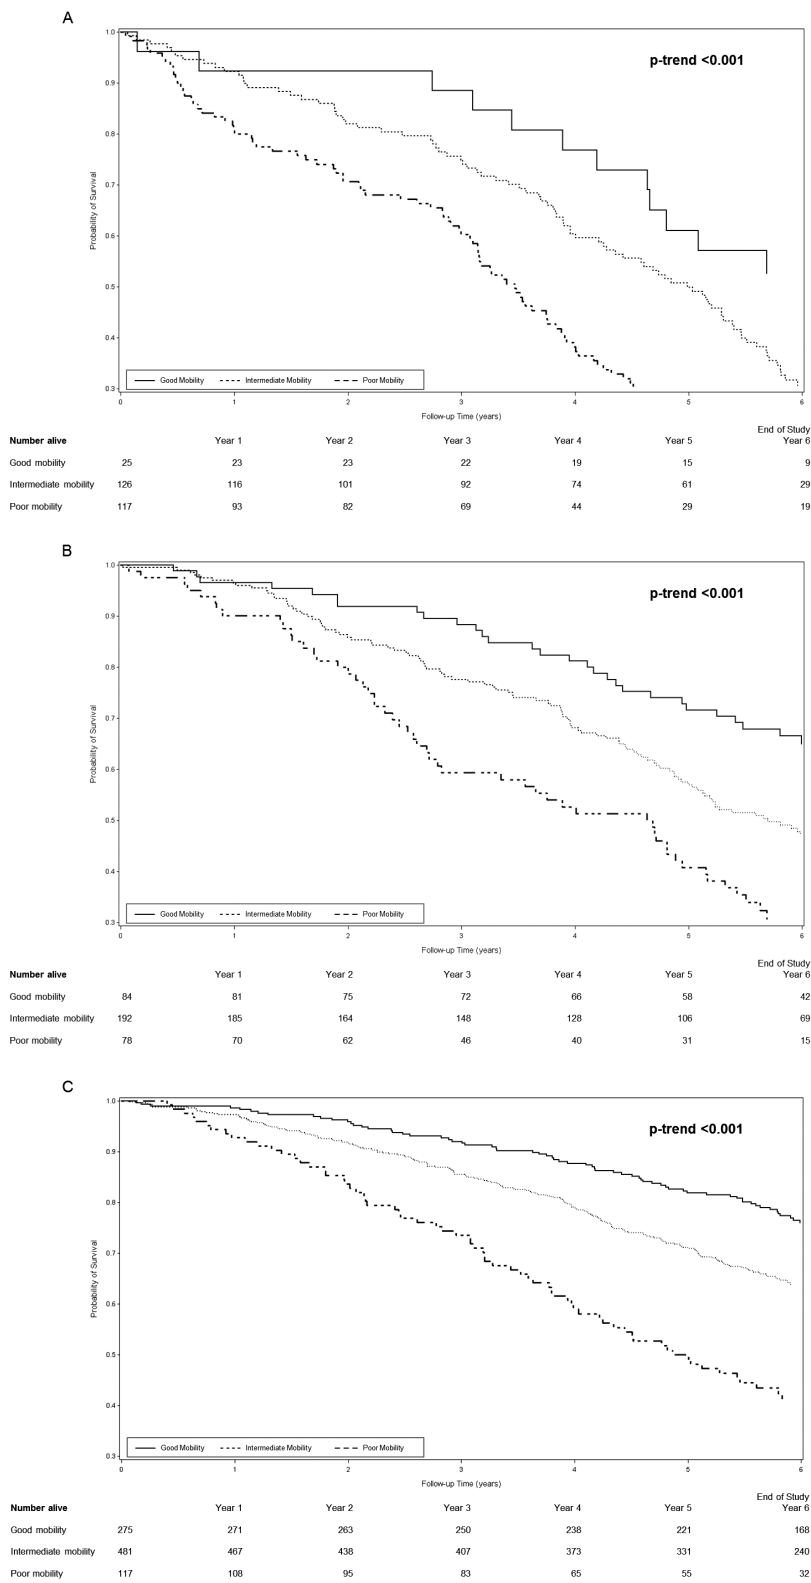 A
1.0
0.9
0.8
0.7
0.6
0.5
0.4
0.3
Probability of Survival
p-trend <0.001
Good Mobility Intermediate Mobility Poor Mobility
0 1 2 3 4 5 6
Follow-up Time (years)
End of Study
Number alive Year 1 Year 2 Year 3 Year 4 Year 5 Year 6
Good mobility 25 23 23 22 19 15 9
Intermediate mobility 126 116 101 92 74 61 29
Poor mobility 117 93 82 69 44 29 19
B
1.0
0.9
0.8
0.7
0.6
0.5
0.4
0.3
Probability of Survival
p-trend <0.001
Good Mobility Intermediate Mobility Poor Mobility
0 1 2 3 4 5 6
Follow-up Time (years)
End of Study
Number alive Year 1 Year 2 Year 3 Year 4 Year 5 Year 6
Good mobility 84 81 75 72 66 58 42
Intermediate mobility 192 185 164 148 128 106 69
Poor mobility 78 70 62 46 40 31 15
C
1.0
0.9
0.8
0.7
0.6
0.5
0.4
0.3
Probability of Survival
p-trend <0.001
Good Mobility Intermediate Mobility Poor Mobility
0 1 2 3 4 5 6
Follow-up Time (years)
End of Study
Number alive Year 1 Year 2 Year 3 Year 4 Year 5 Year 6
Good mobility 275 271 263 250 238 221 168
Intermediate mobility 481 467 438 407 373 331 240
Poor mobility 117 108 95 83 65 55 32